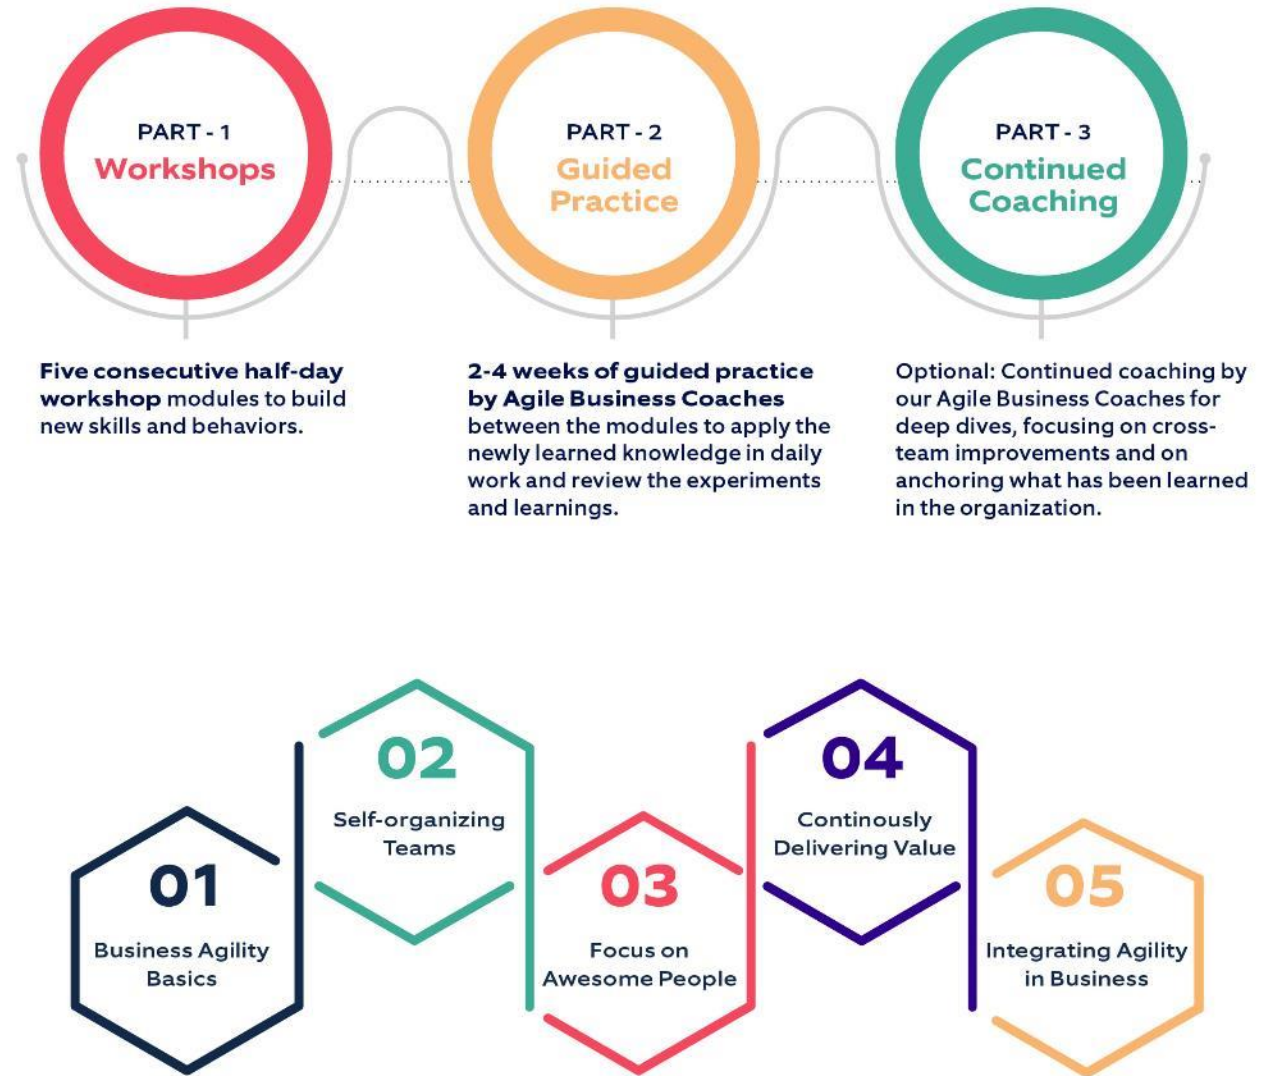 PART - 1
Workshops
Five consecutive half-day
workshop modules to build
new skills and behaviors.
PART - 2
Guided
Practice
2-4 weeks of guided practice
by Agile Business Coaches
between the modules to apply the
newly learned knowledge in daily
work and review the experiments
and learnings.
PART - 3
Continued
Coaching
Optional: Continued coaching by
our Agile Business Coaches for
deep dives, focusing on cross-
team improvements and on
anchoring what has been learned
in the organization.
01
Business Agility
Basics
02
Self-organizing
Teams
03
Focus on
Awesome People
04
Continously
Delivering Value
05
Integrating Agility
in Business